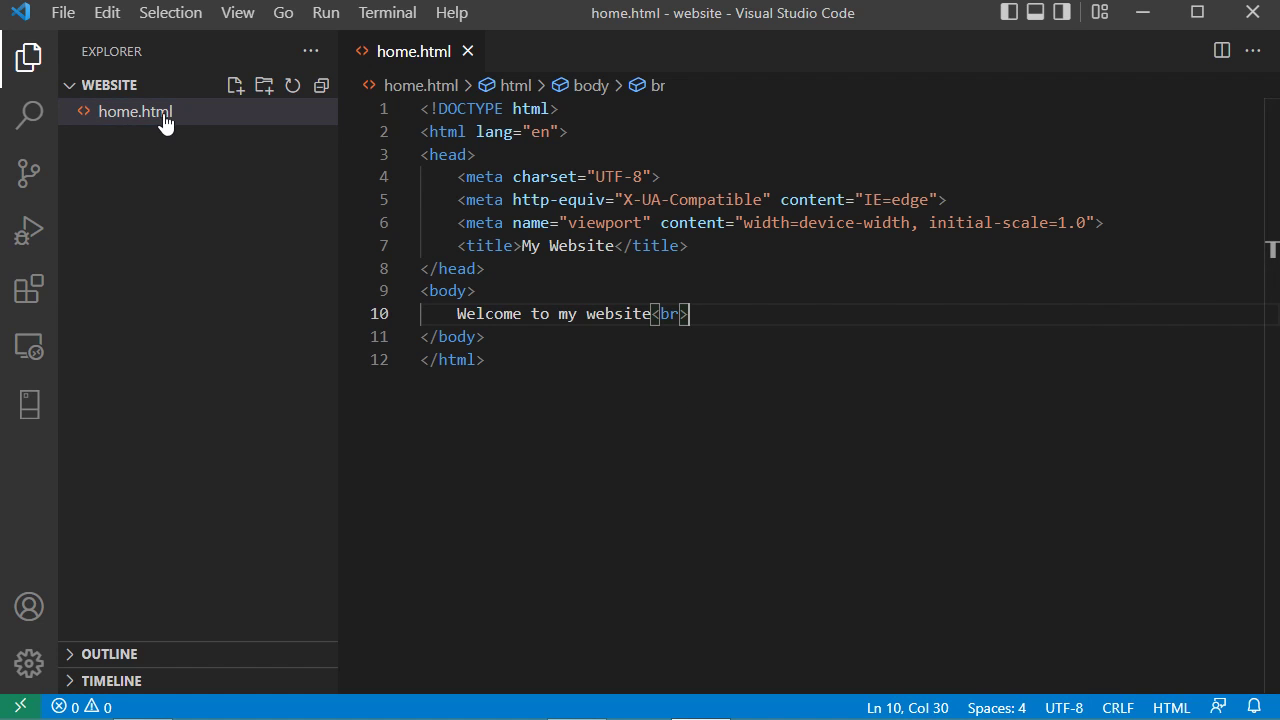 File Edit Selection View Go Run Terminal Help home.html - website - Visual Studio Code
EXPLORER
WEBSITE
home.html
OUTLINE
TIMELINE
home.html
home.html > html > body > br
1 <!DOCTYPE html>
2 <html lang="en">
3 <head>
4 <meta charset="UTF-8">
5 <meta http-equiv="X-UA-Compatible" content="IE=edge">
6 <meta name="viewport" content="width=device-width, initial-scale=1.0">
7 <title>My Website</title>
8 </head>
9 <body>
10 Welcome to my website<br>
11 </body>
12 </html>
0 0 Ln 10, Col 30 Spaces: 4 UTF-8 CRLF HTML